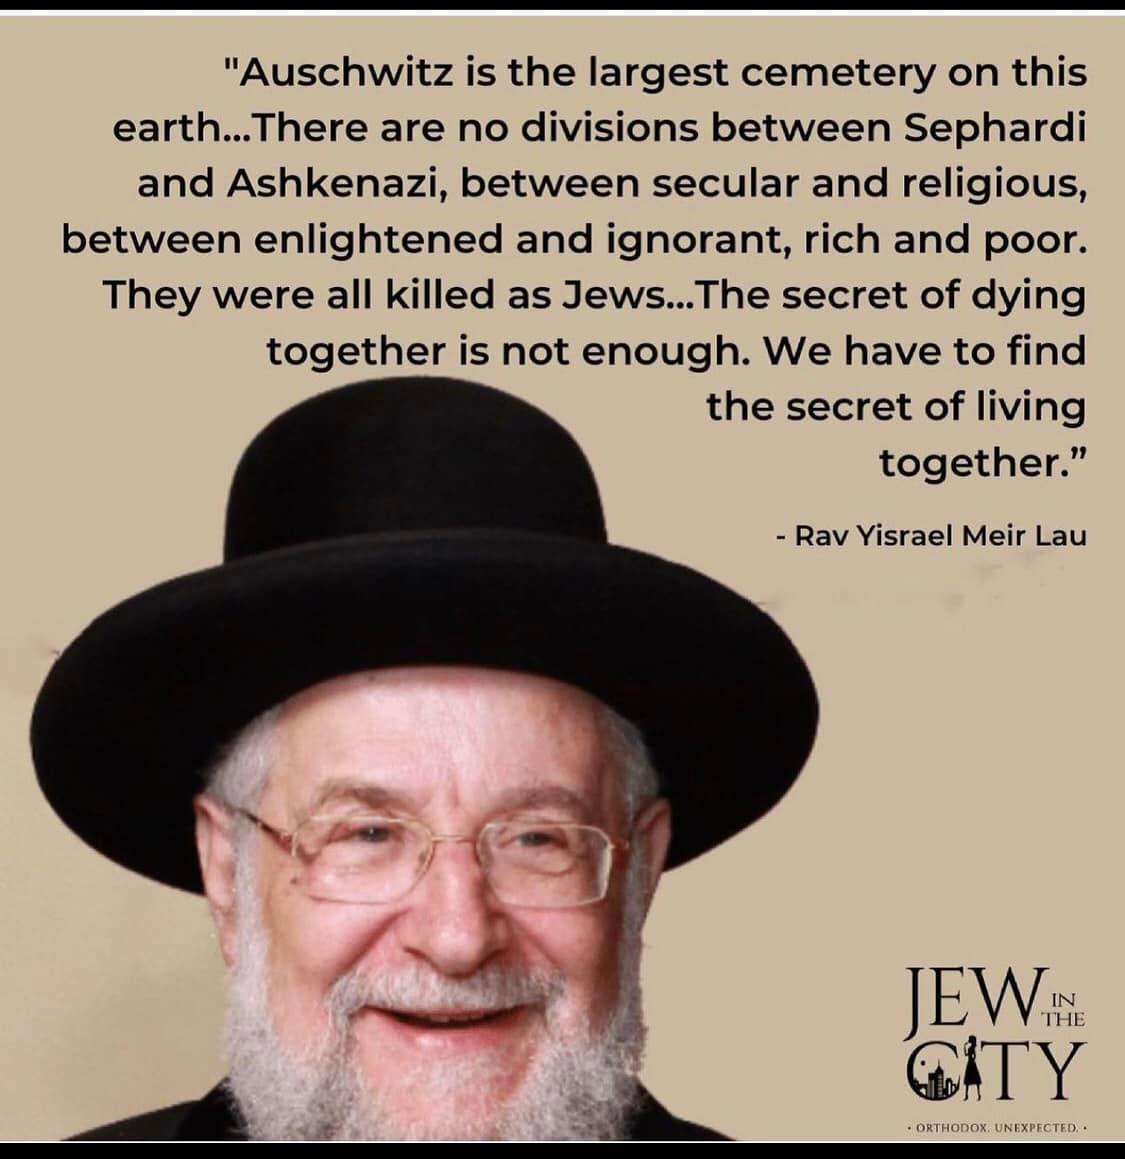 "Auschwitz is the largest cemetery on this
earth...There are no divisions between Sephardi
and Ashkenazi, between secular and religious,
between enlightened and ignorant, rich and poor.
They were all killed as Jews...The secret of dying
together is not enough. We have to find
the secret of living
together.”
- Rav Yisrael Meir Lau
JEW IN THE
CITY
• ORTHODOX. UNEXPECTED. •